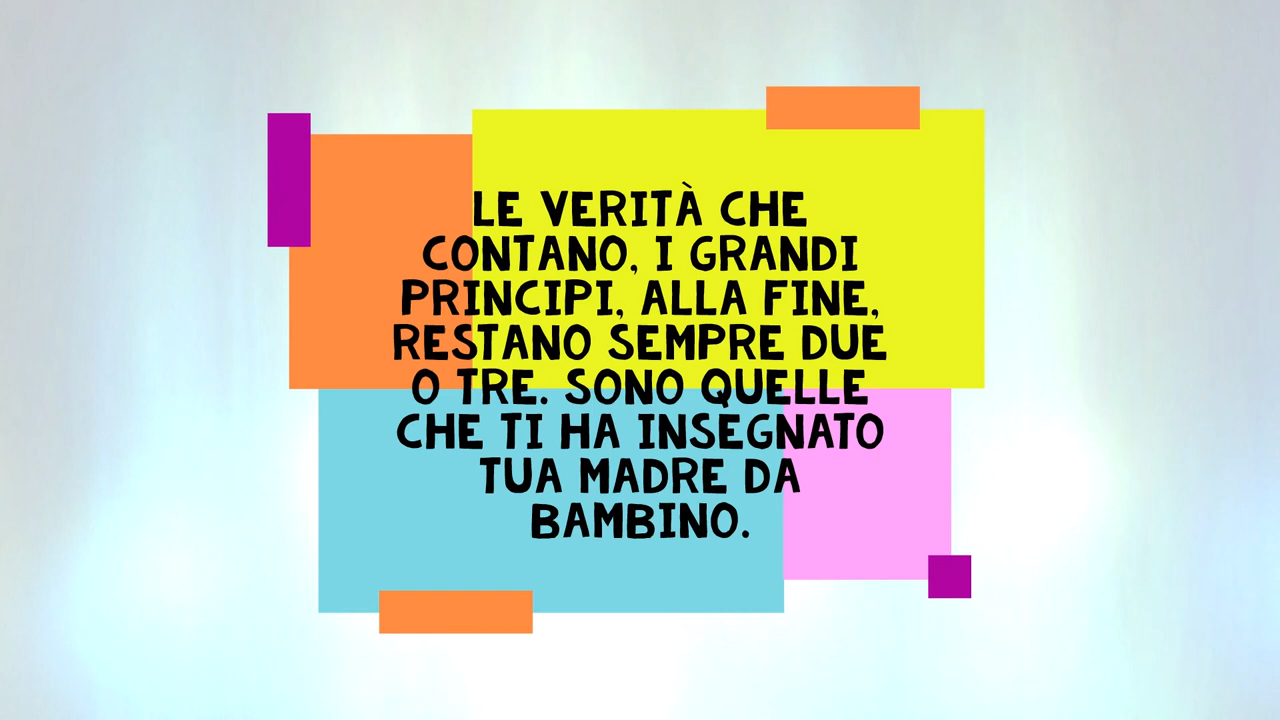 LE VERITÀ CHE
CONTANO, I GRANDI
PRINCIPI, ALLA FINE,
RESTANO SEMPRE DUE
O TRE. SONO QUELLE
CHE TI HA INSEGNATO
TUA MADRE DA
BAMBINO.